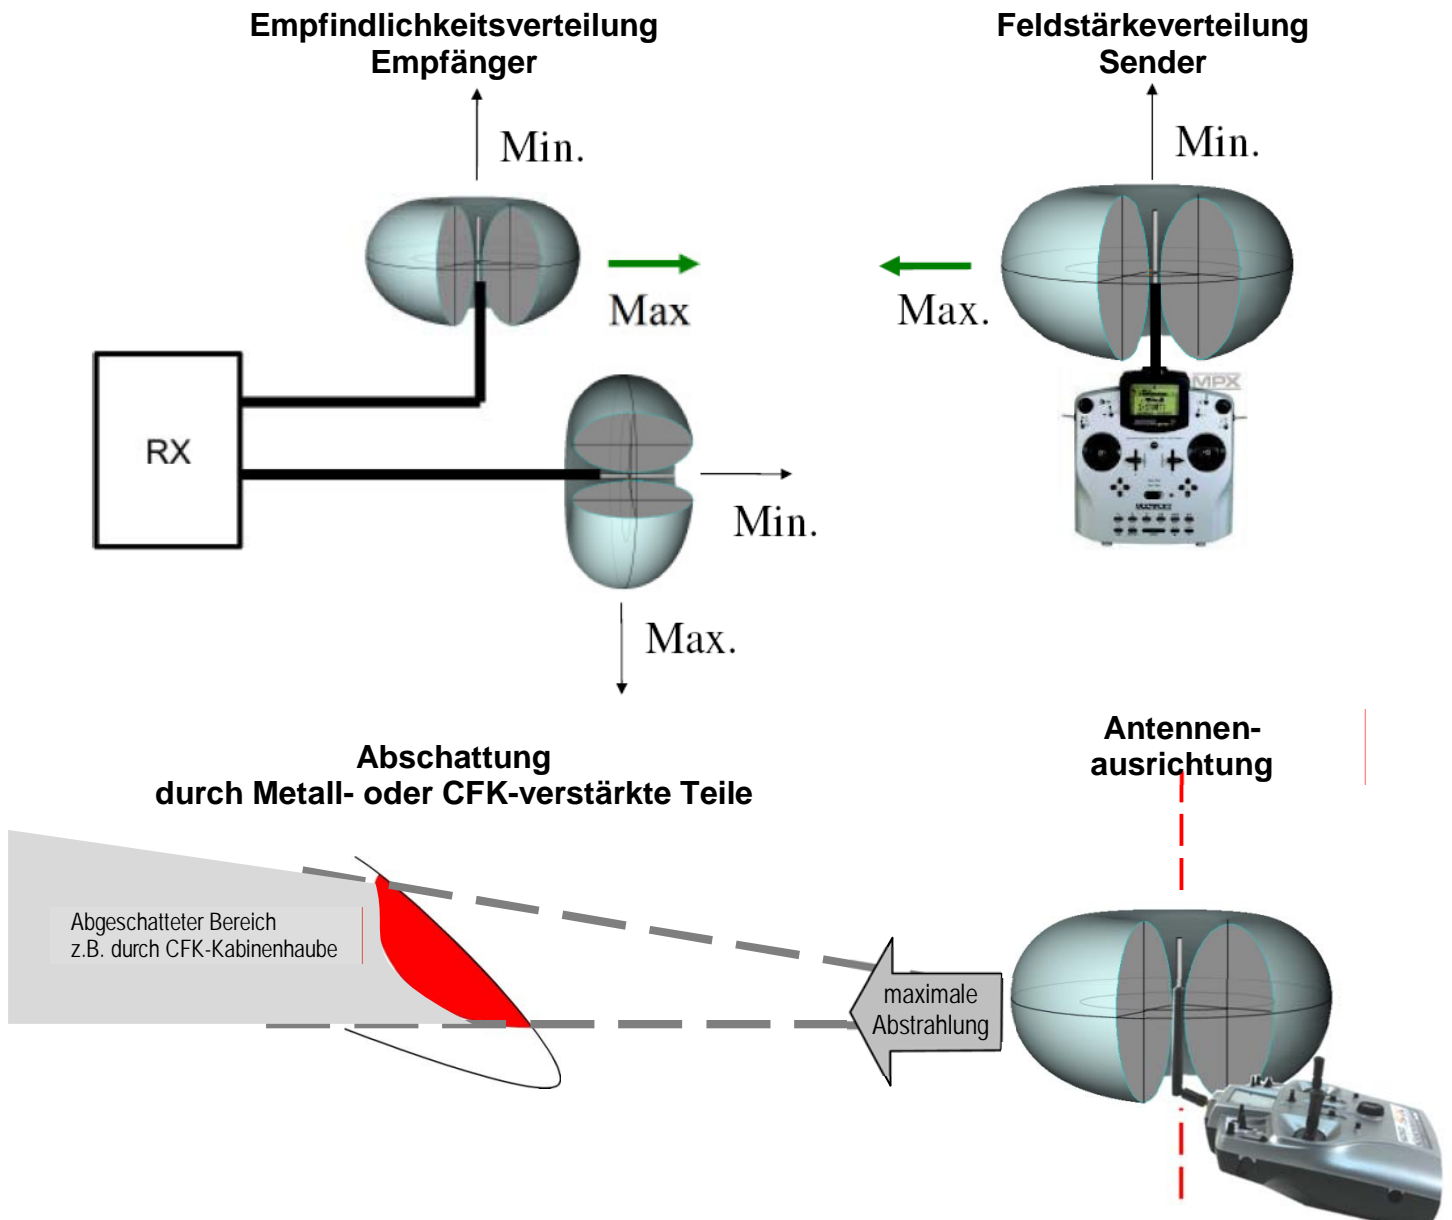 Empfindlichkeitsverteilung
Empfänger
Feldstärkeverteilung
Sender
Min.
Min.
Max
Max.
MPX
RX
Min.
Max.
Abschattung
durch Metall- oder CFK-verstärkte Teile
Antennen-
ausrichtung
Abgeschatteter Bereich
z.B. durch CFK-Kabinenhaube
maximale
Abstrahlung